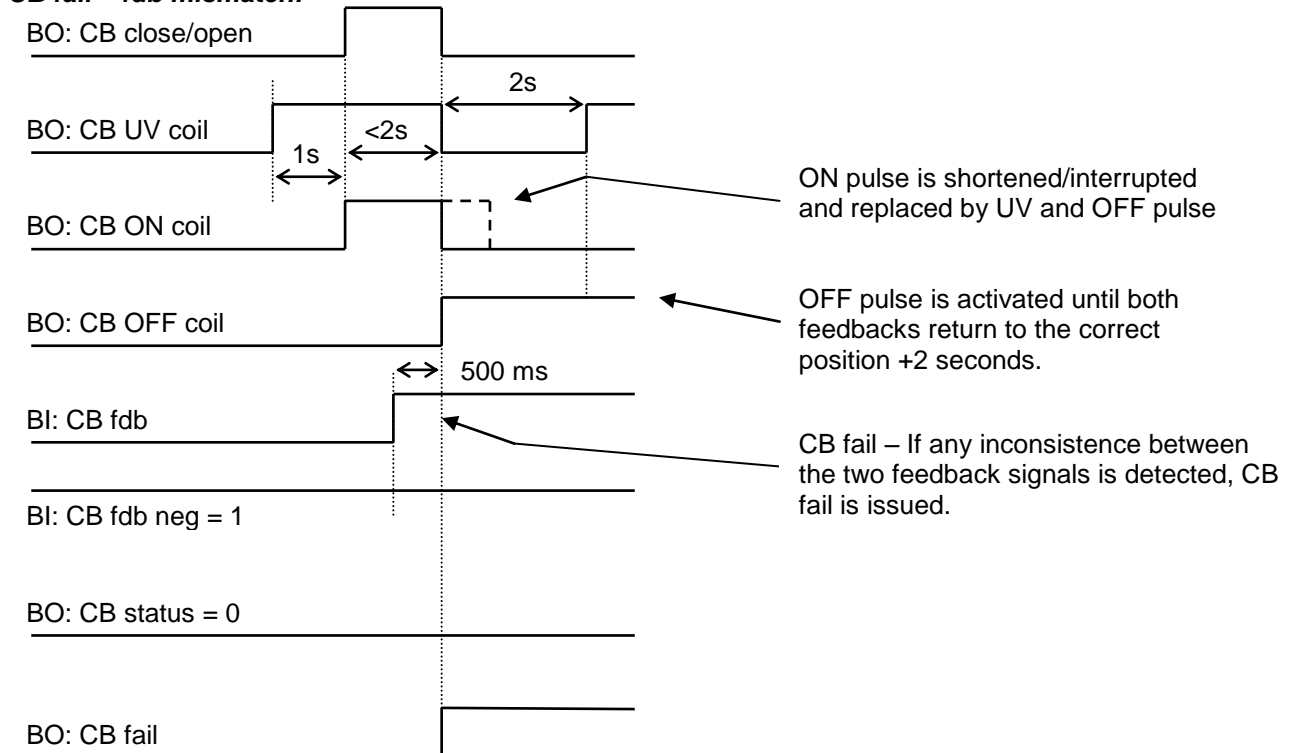 CB fail – fdb mismatch:
BO: CB close/open
2s
BO: CB UV coil
<2s
1s
ON pulse is shortened/interrupted
and replaced by UV and OFF pulse
BO: CB ON coil
OFF pulse is activated until both
feedbacks return to the correct
position +2 seconds.
BO: CB OFF coil
500 ms
BI: CB fdb
CB fail – If any inconsistence between
the two feedback signals is detected, CB
fail is issued.
BI: CB fdb neg = 1
BO: CB status = 0
BO: CB fail